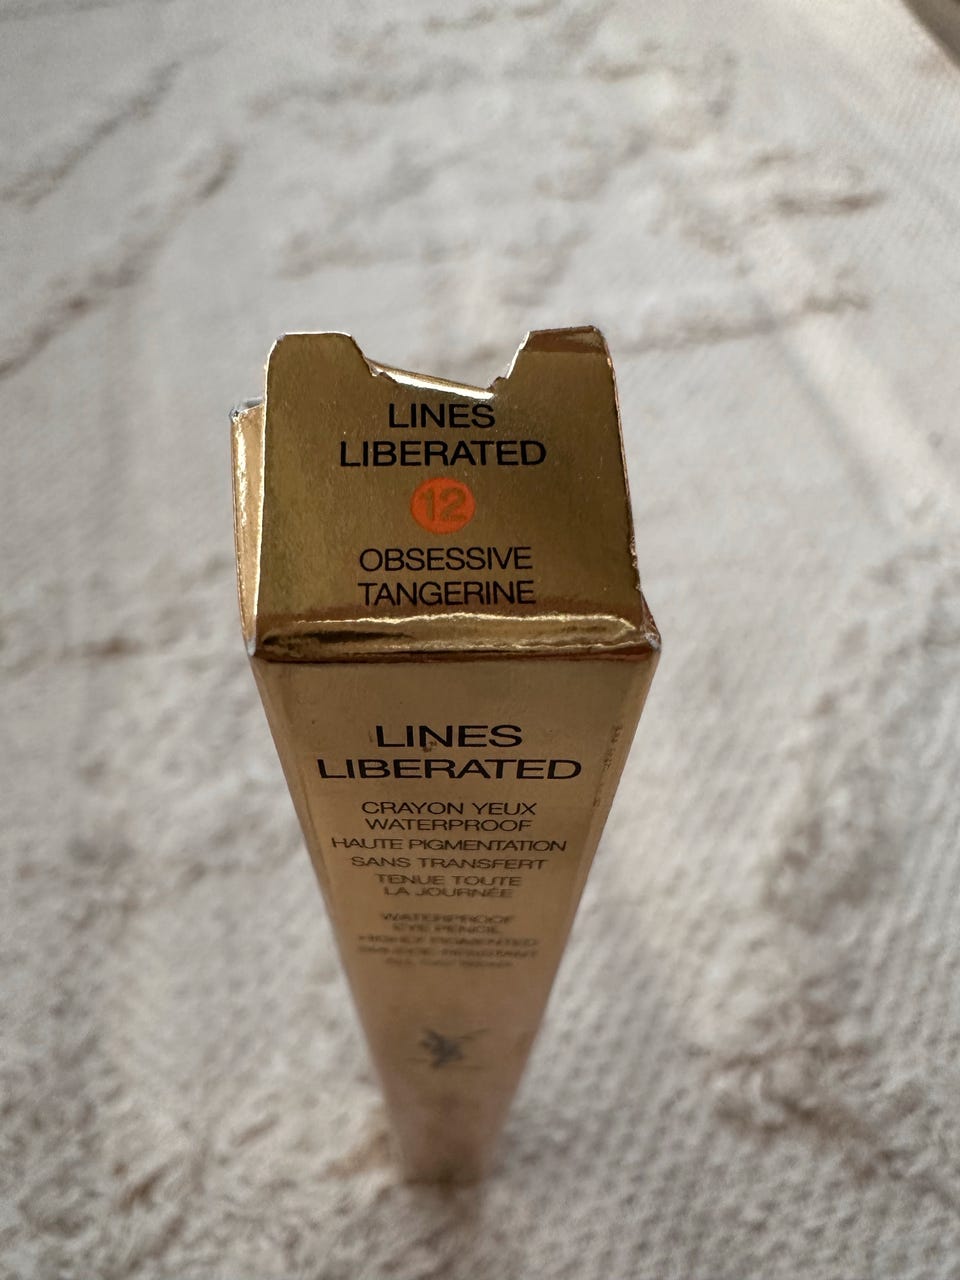 LINES
LIBERATED
12
OBSESSIVE
TANGERINE
LINES
LIBERATED
CRAYON YEUX
WATERPROOF
HAUTE PIGMENTATION
SANS TRANSFERT
TENUE TOUTE
LA JOURNÉE
WATERPROOF
EYE PENCIL
HIGHLY PIGMENTED